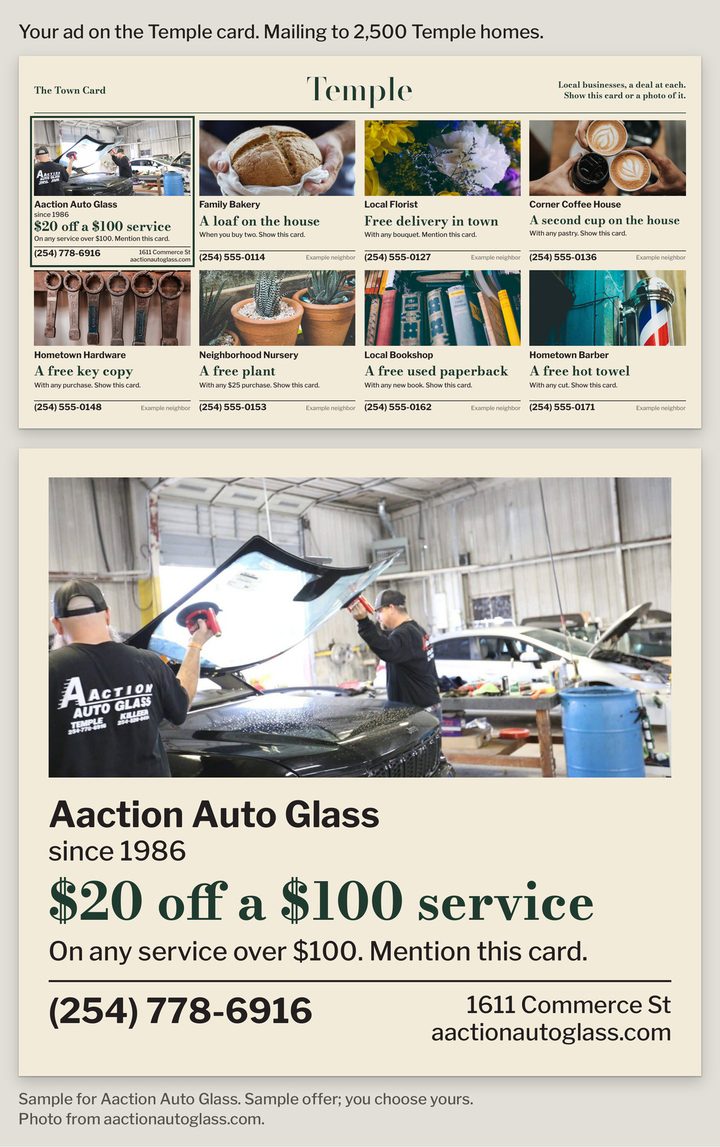 Your ad on the Temple card. Mailing to 2,500 Temple homes.
The Town Card
Temple
Local businesses, a deal at each.
Show this card or a photo of it.
Aaction Auto Glass
since 1986
$20 off a $100 service
On any service over $100. Mention this card.
(254) 778-6916
1611 Commerce St
aactionautoglass.com
Family Bakery
A loaf on the house
When you buy two. Show this card.
(254) 555-0114
Example neighbor
Local Florist
Free delivery in town
With any bouquet. Mention this card.
(254) 555-0127
Example neighbor
Corner Coffee House
A second cup on the house
With any pastry. Show this card.
(254) 555-0136
Example neighbor
Hometown Hardware
A free key copy
With any purchase. Show this card.
(254) 555-0148
Example neighbor
Neighborhood Nursery
A free plant
With any $25 purchase. Show this card.
(254) 555-0153
Example neighbor
Local Bookshop
A free used paperback
With any new book. Show this card.
(254) 555-0162
Example neighbor
Hometown Barber
A free hot towel
With any cut. Show this card.
(254) 555-0171
Example neighbor
AACTION
AUTO GLASS
TEMPLE KILLEEN
254-778-6916
Aaction Auto Glass
since 1986
$20 off a $100 service
On any service over $100. Mention this card.
(254) 778-6916
1611 Commerce St
aactionautoglass.com
Sample for Aaction Auto Glass. Sample offer; you choose yours.
Photo from aactionautoglass.com.